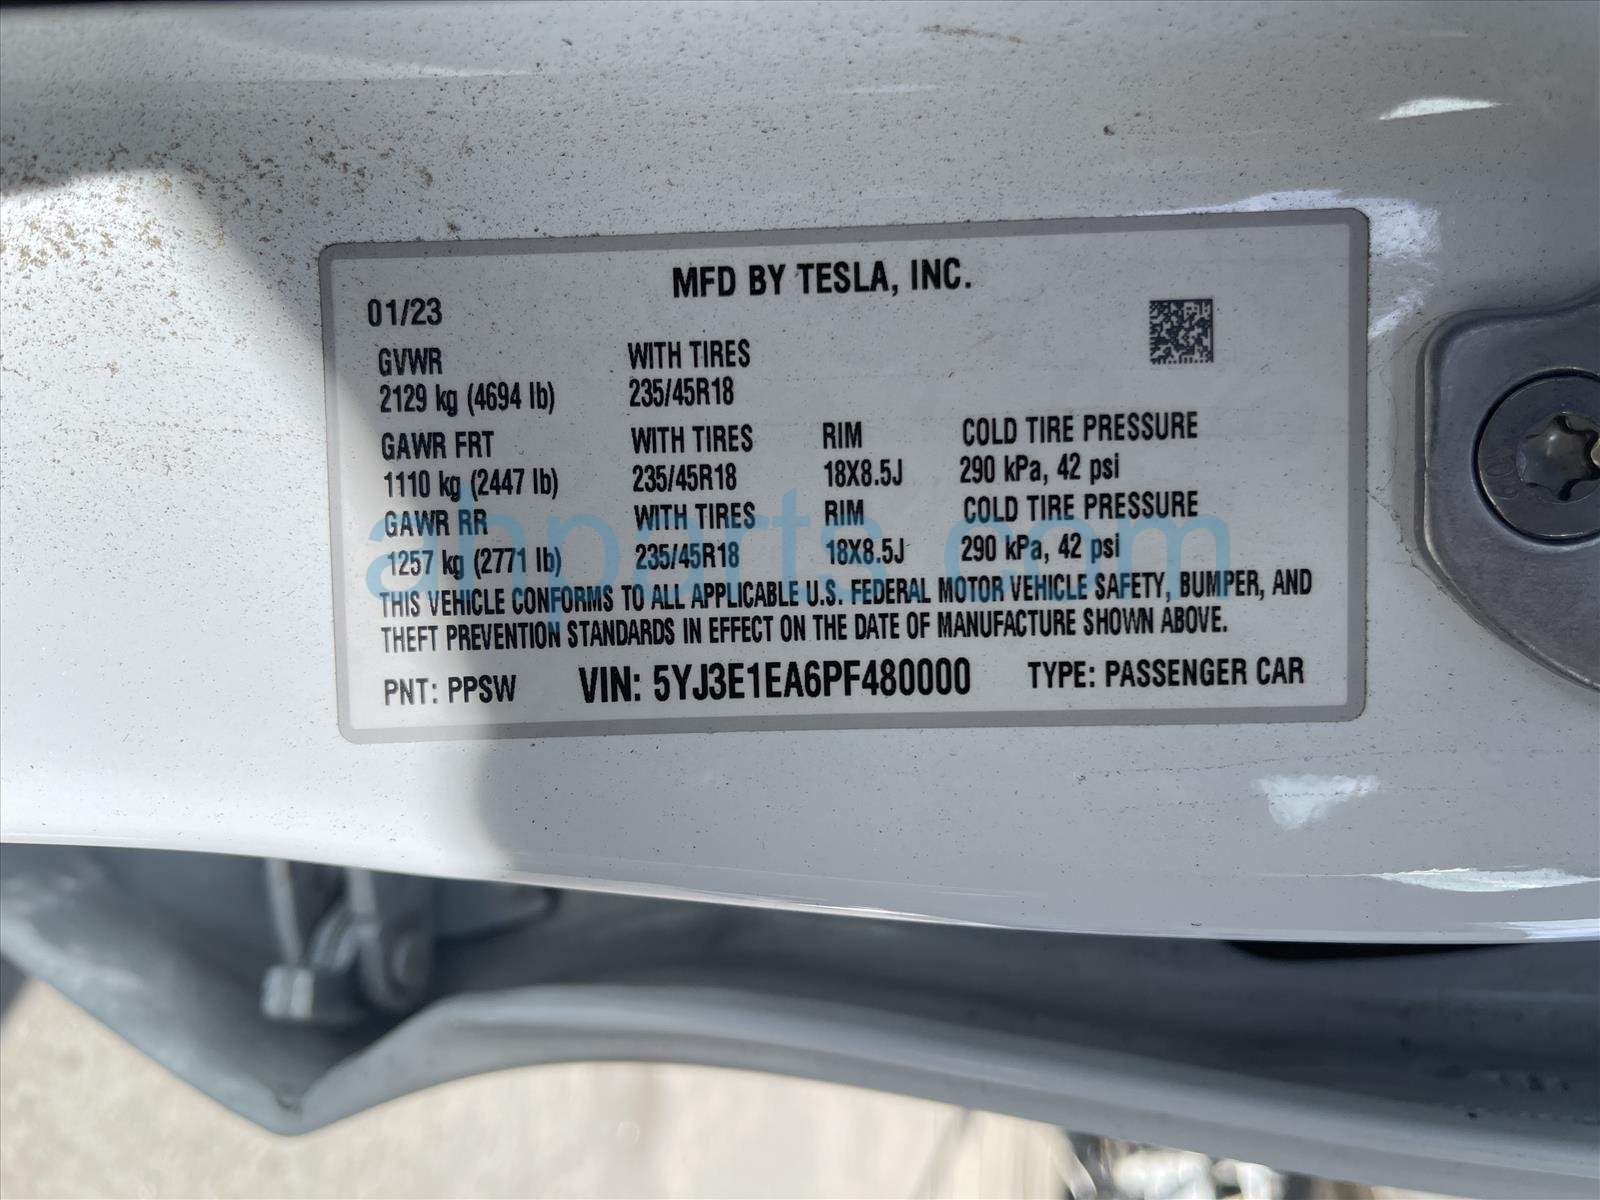 MFD BY TESLA, INC.
01/23
GVWR WITH TIRES
2129 kg (4694 lb) 235/45R18
GAWR FRT WITH TIRES RIM COLD TIRE PRESSURE
1110 kg (2447 lb) 235/45R18 18X8.5J 290 kPa, 42 psi
GAWR RR WITH TIRES RIM COLD TIRE PRESSURE
1257 kg (2771 lb) 235/45R18 18X8.5J 290 kPa, 42 psi
ahparts.com
THIS VEHICLE CONFORMS TO ALL APPLICABLE U.S. FEDERAL MOTOR VEHICLE SAFETY, BUMPER, AND
THEFT PREVENTION STANDARDS IN EFFECT ON THE DATE OF MANUFACTURE SHOWN ABOVE.
PNT: PPSW VIN: 5YJ3E1EA6PF480000 TYPE: PASSENGER CAR